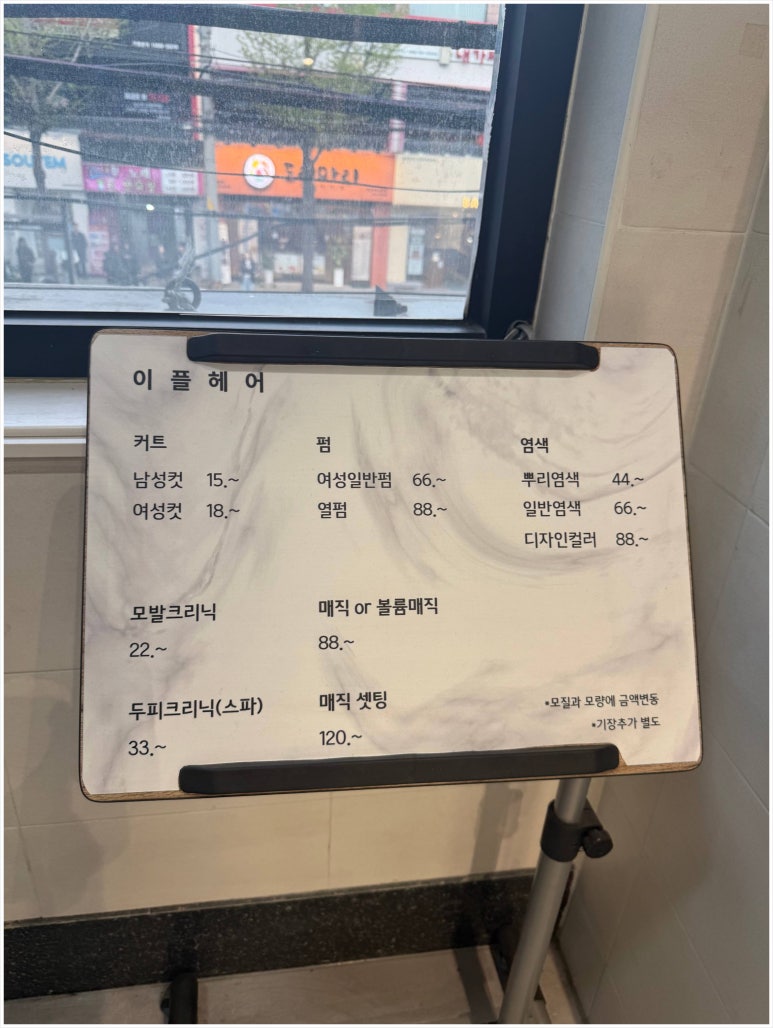 이플헤어
커트
남성컷 15.~
여성컷 18.~
펌
여성일반펌 66.~
열펌 88.~
염색
뿌리염색 44.~
일반염색 66.~
디자인컬러 88.~
모발크리닉
22.~
매직 or 볼륨매직
88.~
두피크리닉(스파)
33.~
매직 셋팅
120.~
*모질과 모량에 금액변동
*기장추가 별도